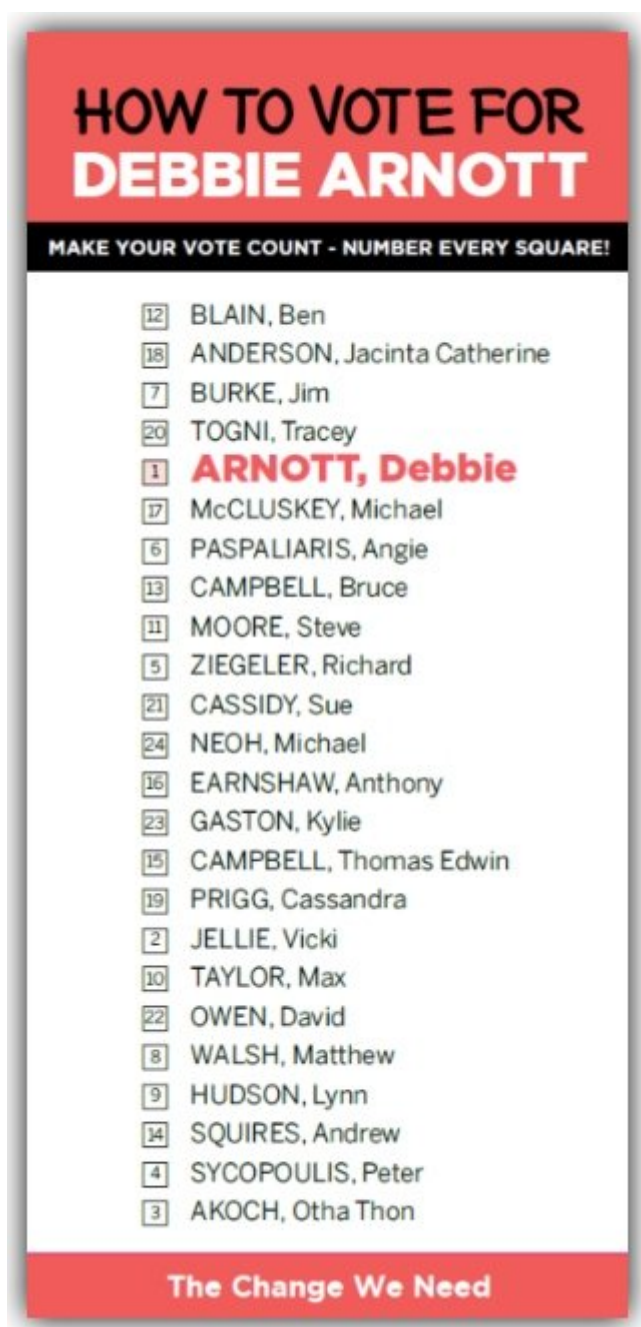 HOW TO VOTE FOR
DEBBIE ARNOTT
MAKE YOUR VOTE COUNT - NUMBER EVERY SQUARE!
12 BLAIN, Ben
18 ANDERSON, Jacinta Catherine
7 BURKE, Jim
20 TOGNI, Tracey
1 ARNOTT, Debbie
17 McCLUSKEY, Michael
6 PASPALIARIS, Angie
13 CAMPBELL, Bruce
11 MOORE, Steve
5 ZIEGELER, Richard
21 CASSIDY, Sue
24 NEOH, Michael
16 EARNSHAW, Anthony
23 GASTON, Kylie
15 CAMPBELL, Thomas Edwin
19 PRIGG, Cassandra
2 JELLIE, Vicki
10 TAYLOR, Max
22 OWEN, David
8 WALSH, Matthew
9 HUDSON, Lynn
14 SQUIRES, Andrew
4 SYCOPOULIS, Peter
3 AKOCH, Otha Thon
The Change We Need